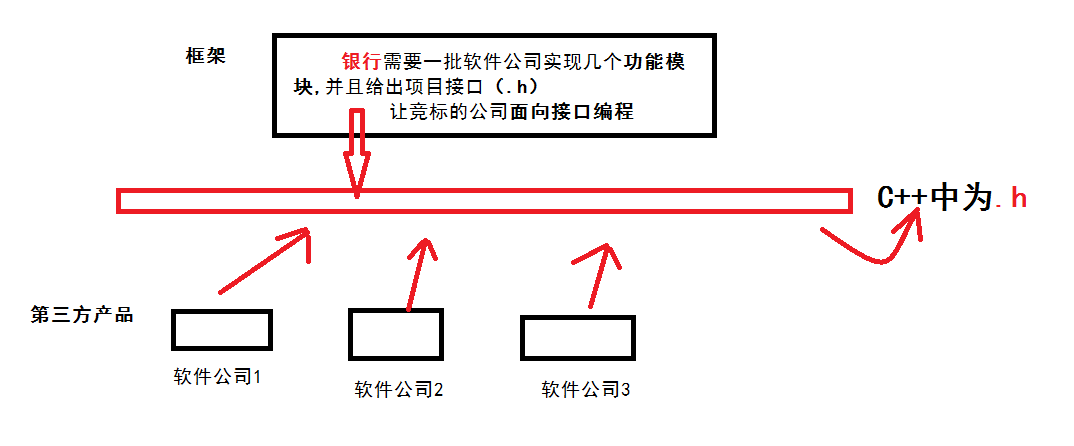 框架
银行需要一批软件公司实现几个功能模
块,并且给出项目接口（.h）
让竞标的公司面向接口编程
C++中为.h
第三方产品
软件公司1
软件公司2
软件公司3